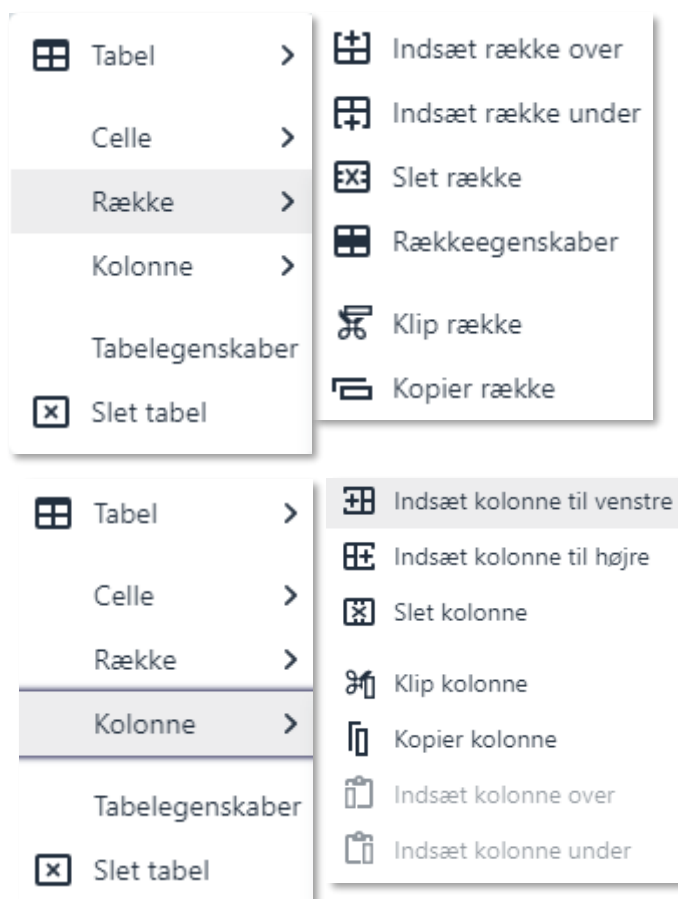 Tabel
Celle
Række
Kolonne
Tabelegenskaber
Slet tabel
Indsæt række over
Indsæt række under
Slet række
Rækkeegenskaber
Klip række
Kopier række
Tabel
Celle
Række
Kolonne
Tabelegenskaber
Slet tabel
Indsæt kolonne til venstre
Indsæt kolonne til højre
Slet kolonne
Klip kolonne
Kopier kolonne
Indsæt kolonne over
Indsæt kolonne under